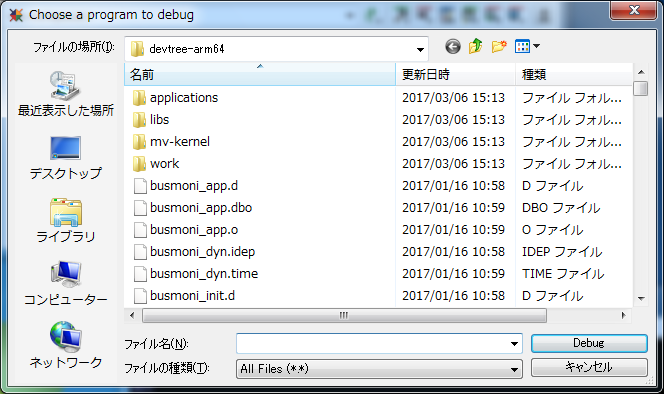 Choose a program to debug
ファイルの場所(I): devtree-arm64
名前 更新日時 種類
applications 2017/03/06 15:13 ファイル フォル...
libs 2017/03/06 15:13 ファイル フォル...
mv-kernel 2017/03/06 15:13 ファイル フォル...
work 2017/03/06 15:13 ファイル フォル...
busmoni_app.d 2017/01/16 10:58 D ファイル
busmoni_app.dbo 2017/01/16 10:59 DBO ファイル
busmoni_app.o 2017/01/16 10:59 O ファイル
busmoni_dyn.idep 2017/01/16 10:58 IDEP ファイル
busmoni_dyn.time 2017/01/16 10:59 TIME ファイル
busmoni_init.d 2017/01/16 10:58 D ファイル
最近表示した場所
デスクトップ
ライブラリ
コンピューター
ネットワーク
ファイル名(N): Debug
ファイルの種類(T): All Files (*.*) キャンセル